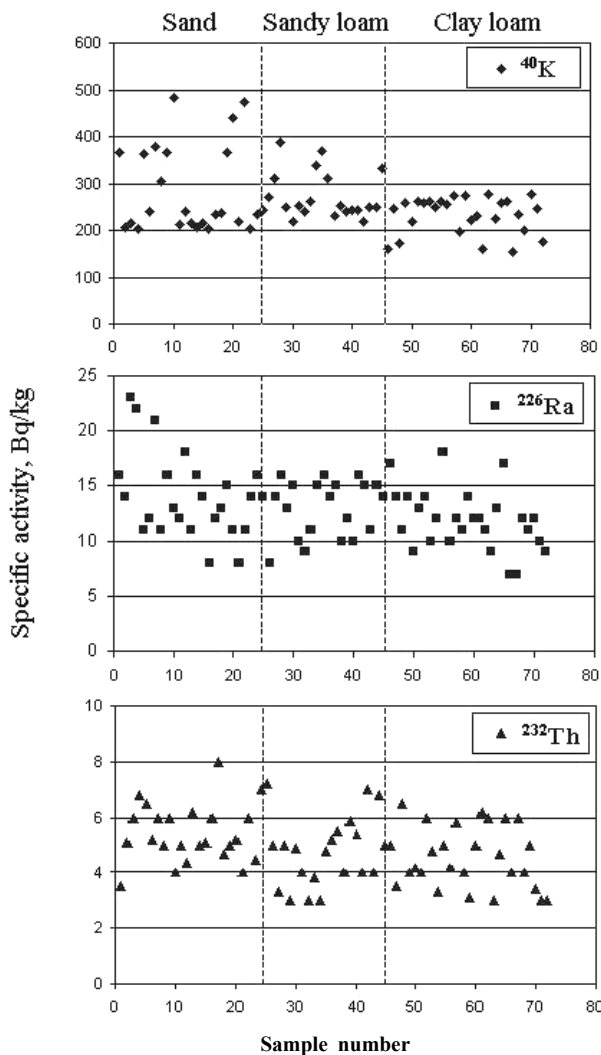 Sand Sandy loam Clay loam
600
500
400
300
200
100
0
⁴⁰K
0 10 20 30 40 50 60 70 80
Specific activity, Bq/kg
25
20
15
10
5
0
²²⁶Ra
0 10 20 30 40 50 60 70 80
10
8
6
4
2
0
²³²Th
0 10 20 30 40 50 60 70 80
Sample number